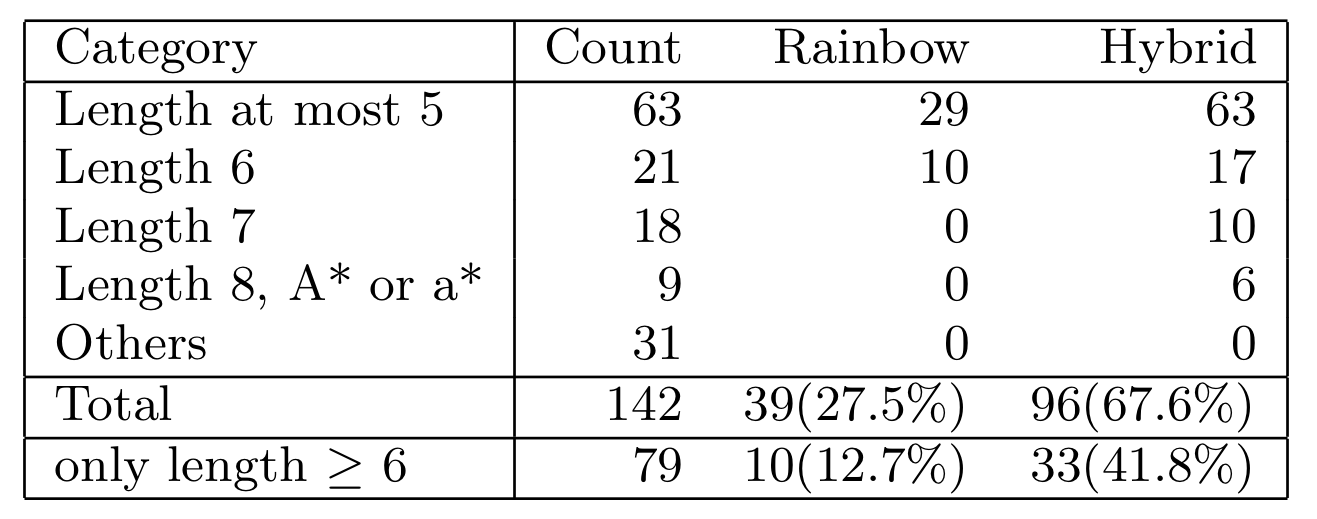 Category Count Rainbow Hybrid
Length at most 5 63 29 63
Length 6 21 10 17
Length 7 18 0 10
Length 8, A* or a* 9 0 6
Others 31 0 0
Total 142 39(27.5%) 96(67.6%)
only length ≥ 6 79 10(12.7%) 33(41.8%)